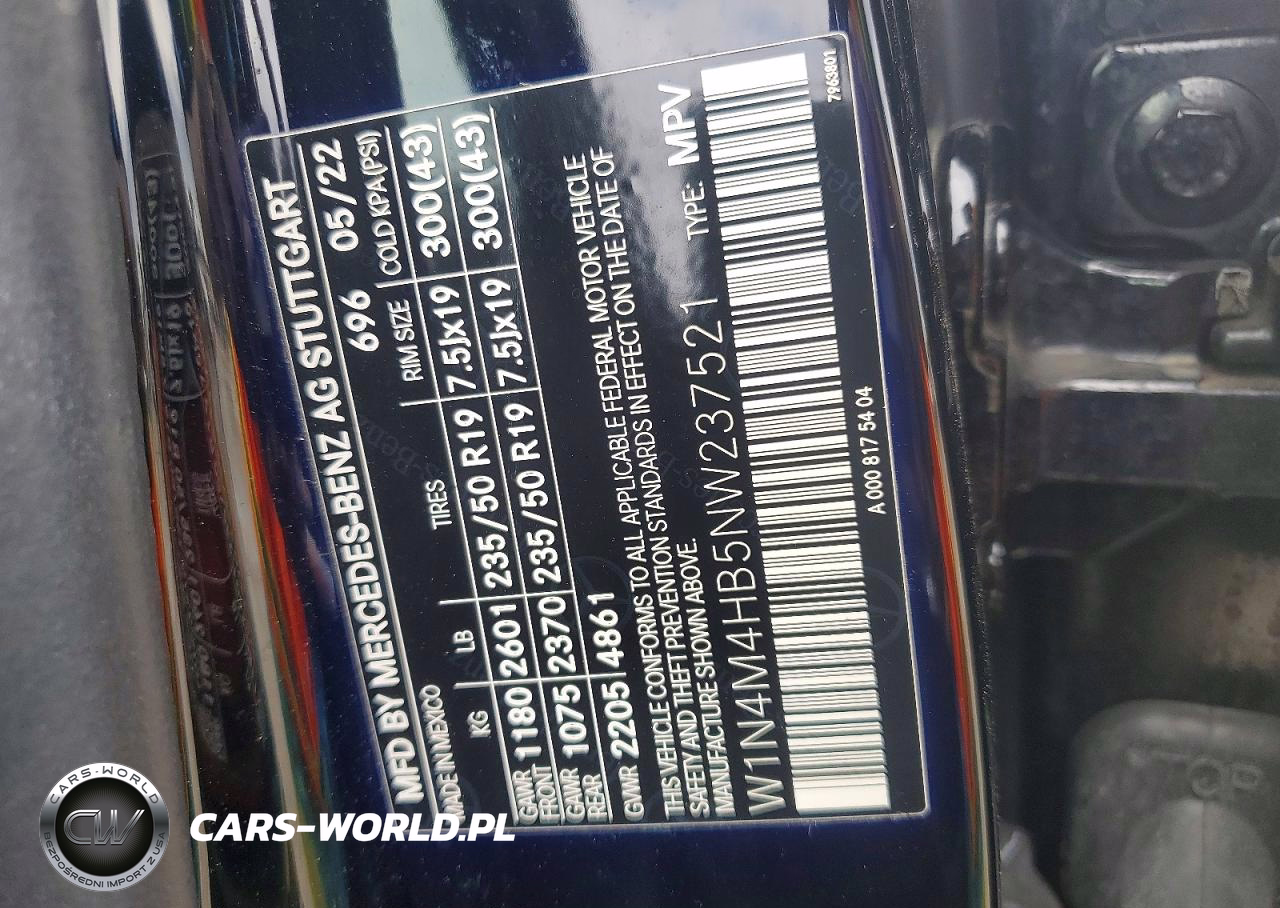 MFD BY MERCEDES-BENZ AG STUTTGART
MADE IN MEXICO 696 05/22
KG LB TIRES RIM SIZE COLD KPA(PSI)
GAWR FRONT 1180 2601 235/50 R19 7.5Jx19 300(43)
GAWR REAR 1075 2370 235/50 R19 7.5Jx19 300(43)
GVWR 2205 4861
THIS VEHICLE CONFORMS TO ALL APPLICABLE FEDERAL MOTOR VEHICLE
SAFETY AND THEFT PREVENTION STANDARDS IN EFFECT ON THE DATE OF
MANUFACTURE SHOWN ABOVE.
W1N4M4HB5NW237521 TYPE: MPV
A 000 817 54 04 7963801
CARS-WORLD
CW
BEZPOŚREDNI IMPORT Z USA
CARS-WORLD.PL